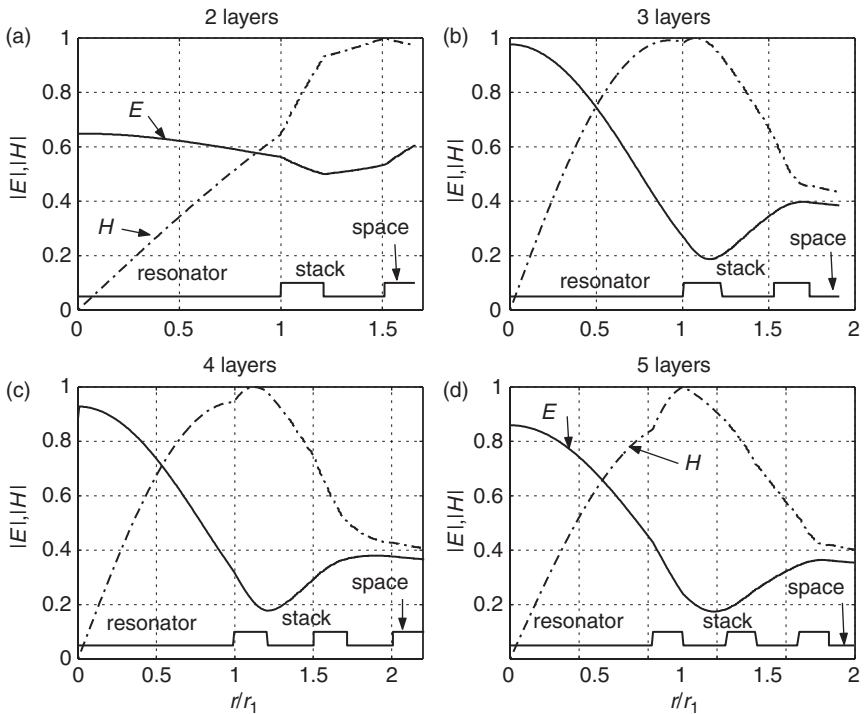 2 layers
(a)
1
0.8
0.6
0.4
0.2
0
|E|,|H|
E
H
resonator
stack
space
0
0.5
1
1.5
3 layers
(b)
1
0.8
0.6
0.4
0.2
0
|E|,|H|
resonator
stack
space
0
0.5
1
1.5
2
4 layers
(c)
1
0.8
0.6
0.4
0.2
0
|E|,|H|
resonator
stack
space
0
0.5
1
1.5
2
r/r₁
5 layers
(d)
1
0.8
0.6
0.4
0.2
0
|E|,|H|
E
H
resonator
stack
space
0
0.5
1
1.5
2
r/r₁